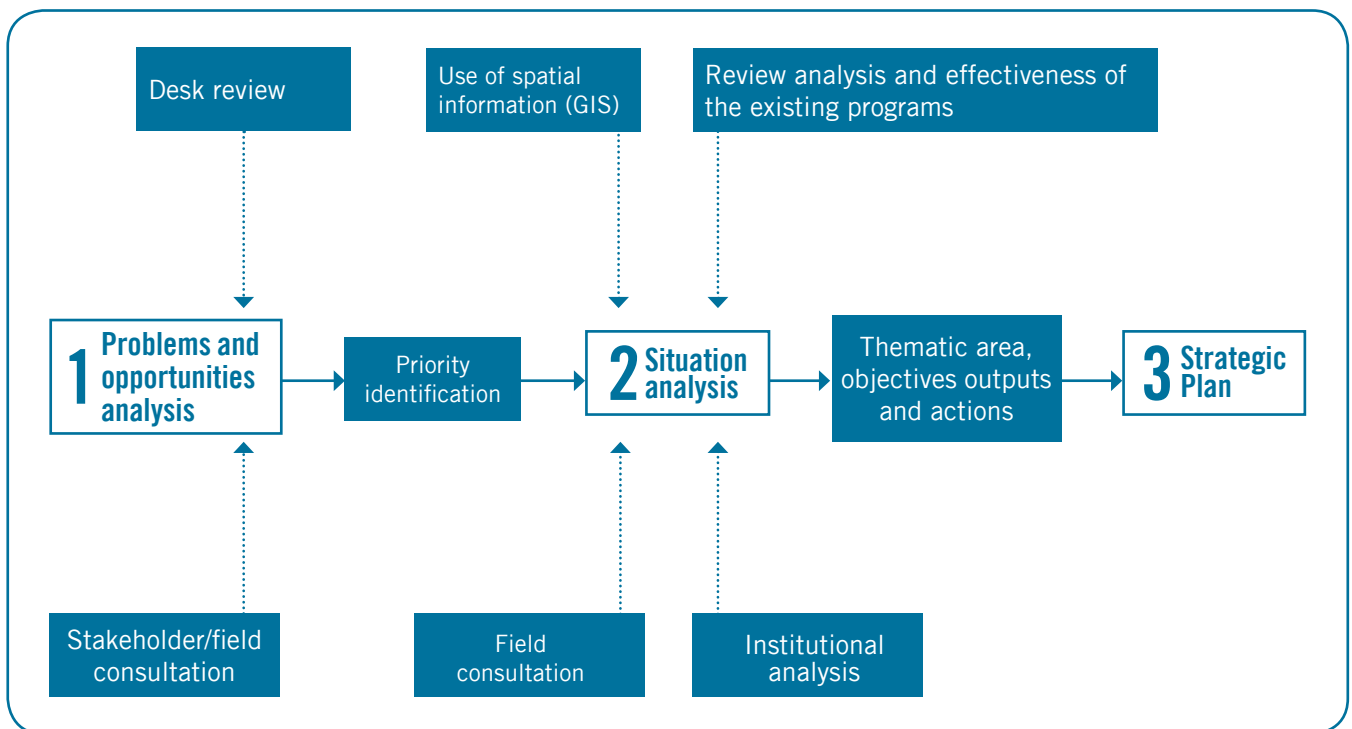 Desk review
Use of spatial
information (GIS)
Review analysis and effectiveness of
the existing programs
1 Problems and
opportunities
analysis
Priority
identification
2 Situation
analysis
Thematic area,
objectives outputs
and actions
3 Strategic
Plan
Stakeholder/field
consultation
Field
consultation
Institutional
analysis